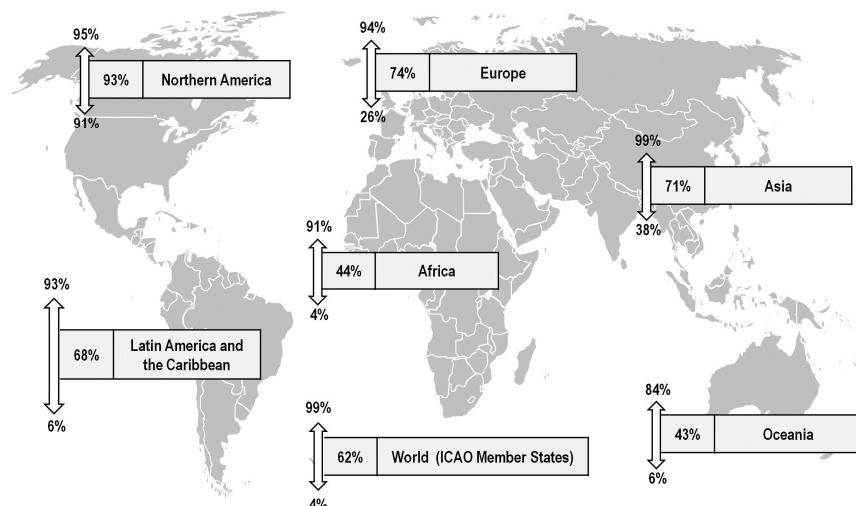 95%
93% Northern America
91%
94%
74% Europe
26%
99%
71% Asia
38%
91%
44% Africa
4%
93%
68% Latin America and
the Caribbean
6%
99%
62% World (ICAO Member States)
4%
84%
43% Oceania
6%